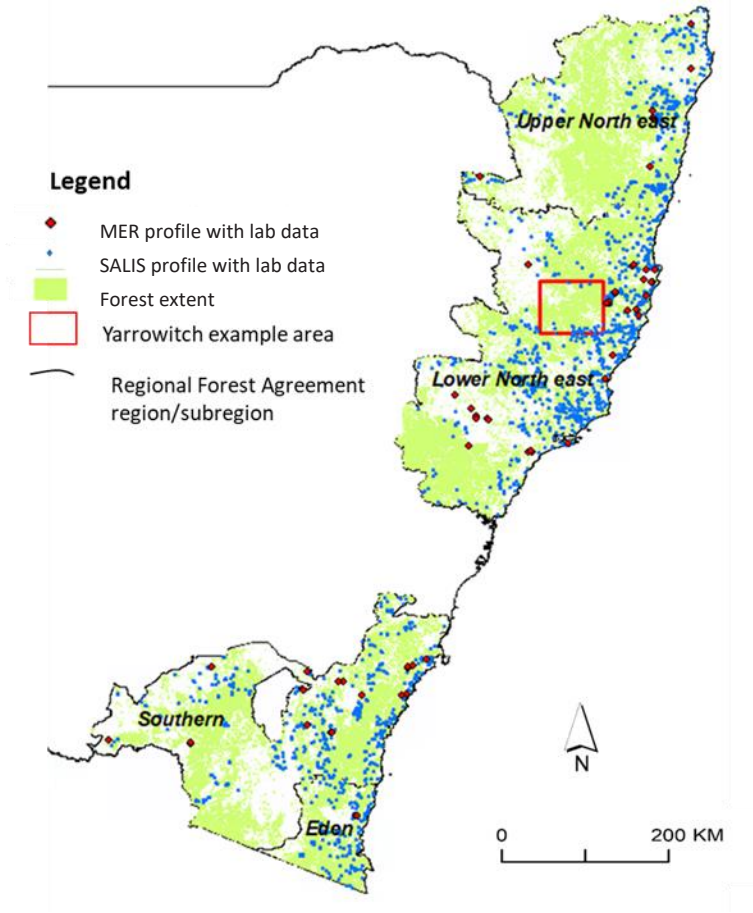 Upper North east
Legend
MER profile with lab data
SALIS profile with lab data
Forest extent
Yarrowitch example area
Regional Forest Agreement
region/subregion
Lower North east
Southern
Eden
N
0 200 KM